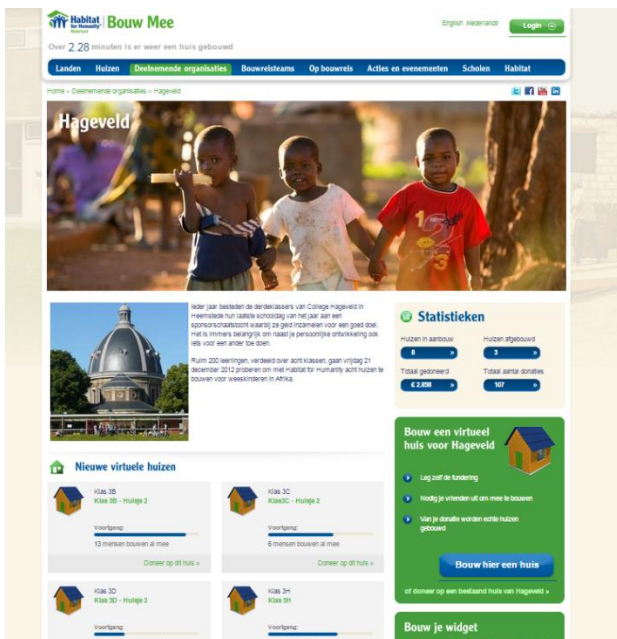 Habitat for Humanity Nederland
Bouw Mee
English Nederlands
Login
Over 2.28 minuten is er weer een huis gebouwd
Landen Huizen Deelnemende organisaties Bouwreisteams Op bouwreis Acties en evenementen Scholen Habitat
Home » Deelnemende organisaties » Hageveld
Hageveld
Ieder jaar besteden de derdeklassers van College Hageveld in
Heemstede hun laatste schooldag van het jaar aan een
sponsorschaatstocht waarbij ze geld inzamelen voor een goed doel.
Het is immers belangrijk om naast je persoonlijke ontwikkeling ook
iets voor een ander toe doen.
Ruim 200 leerlingen, verdeeld over acht klassen, gaan vrijdag 21
december 2012 proberen om met Habitat for Humanity acht huizen te
bouwen voor weeskinderen in Afrika.
Statistieken
Huizen in aanbouw Huizen afgebouwd
8 » 3 »
Totaal gedoneerd Totaal aantal donaties
107 »
Bouw een virtueel
huis voor Hageveld
Leg zelf de fundering
Nodig je vrienden uit om mee te bouwen
Van je donatie worden echte huizen
gebouwd
Bouw hier een huis
of doneer op een bestaand huis van Hageveld »
Bouw je widget
Nieuwe virtuele huizen
Klas 3B
Klas 3B - Huisje 2
Voortgang:
13 mensen bouwen al mee
Doneer op dit huis »
Klas 3C
Klas3C - Huisje 2
Voortgang:
6 mensen bouwen al mee
Doneer op dit huis »
Klas 3D
Klas 3D - Huisje 2
Voortgang:
Klas 3H
Klas 3H
Voortgang: